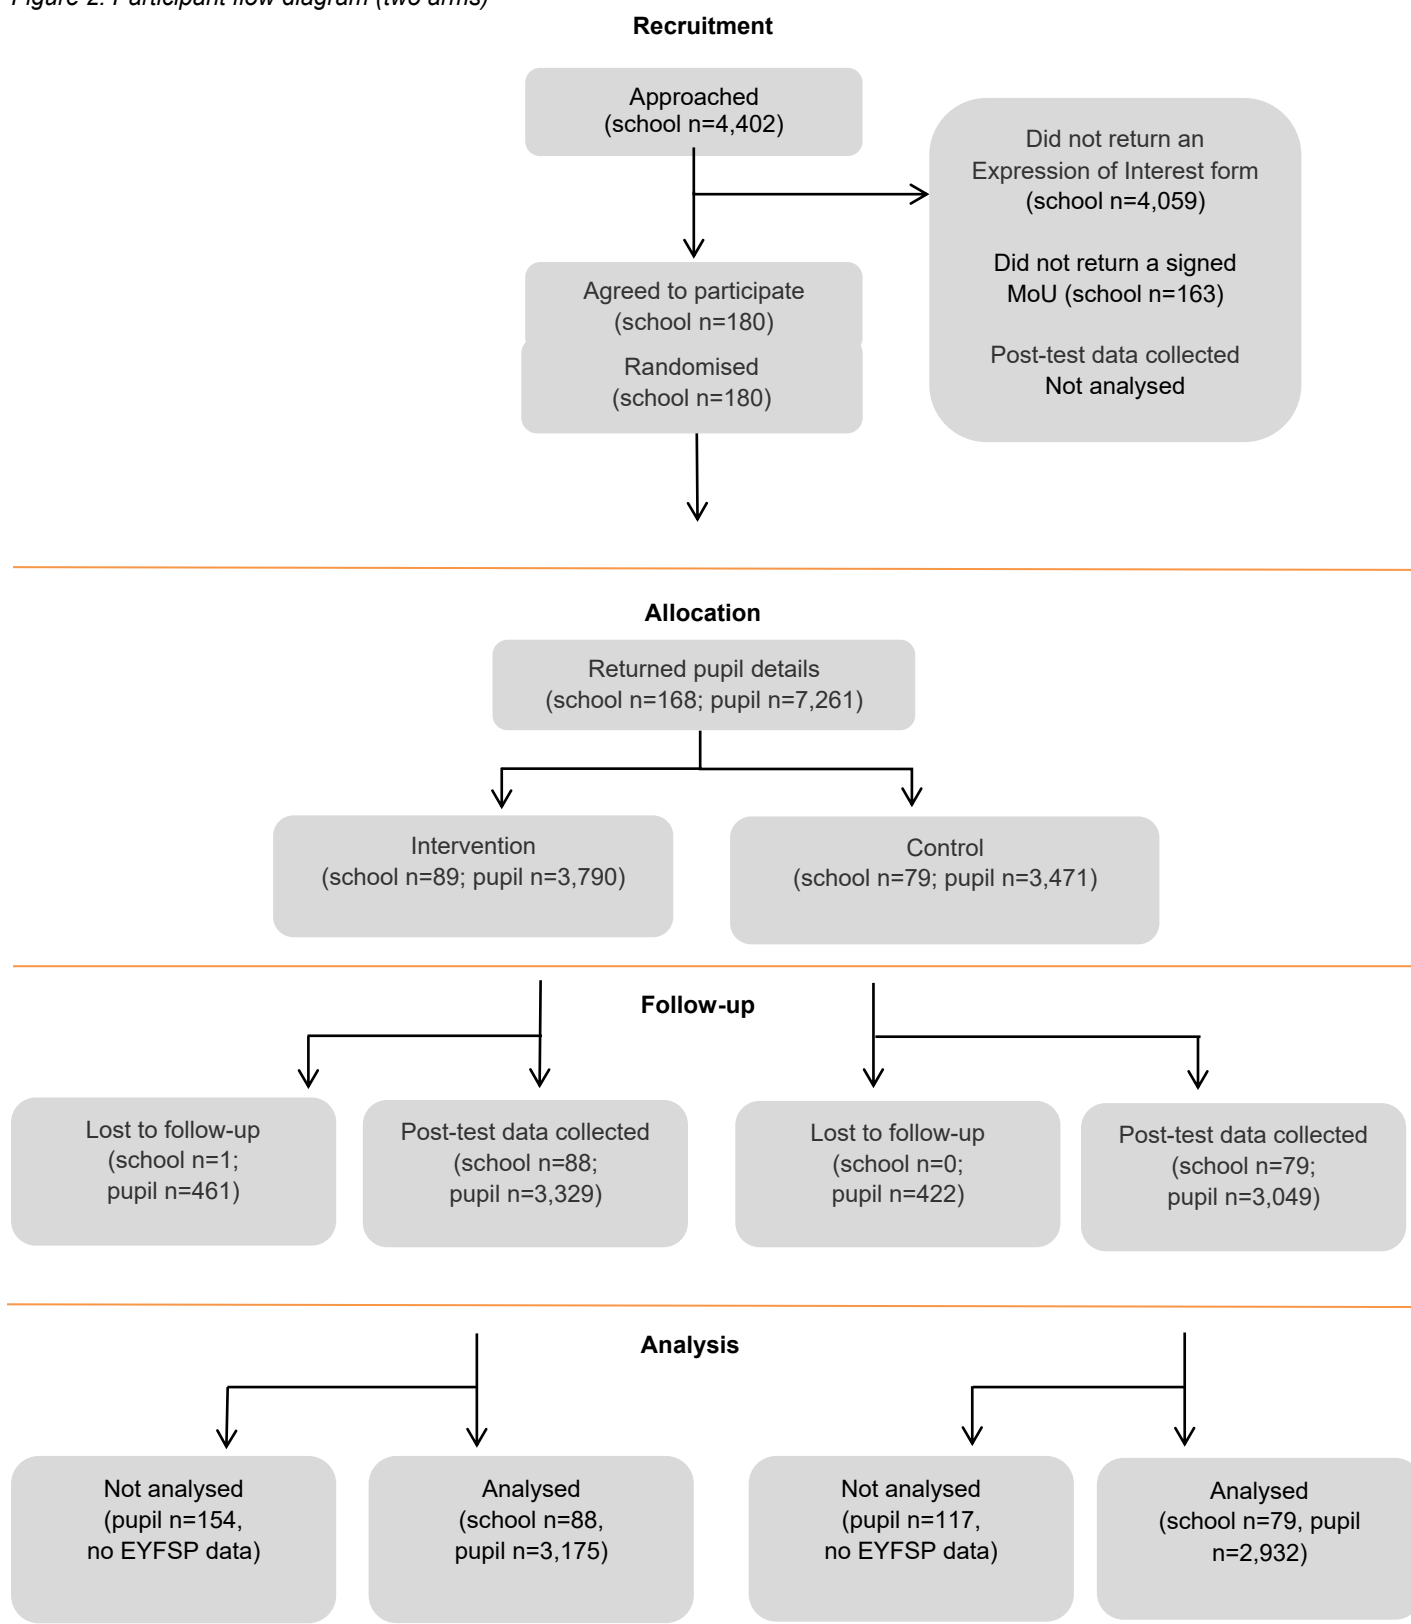 Figure 2: Participant flow diagram (two arms)
Recruitment
Approached
(school n=4,402)
Did not return an
Expression of Interest form
(school n=4,059)
Did not return a signed
MoU (school n=163)
Post-test data collected
Not analysed
Agreed to participate
(school n=180)
Randomised
(school n=180)
Allocation
Returned pupil details
(school n=168; pupil n=7,261)
Intervention
(school n=89; pupil n=3,790)
Control
(school n=79; pupil n=3,471)
Follow-up
Lost to follow-up
(school n=1;
pupil n=461)
Post-test data collected
(school n=88;
pupil n=3,329)
Lost to follow-up
(school n=0;
pupil n=422)
Post-test data collected
(school n=79;
pupil n=3,049)
Analysis
Not analysed
(pupil n=154,
no EYFSP data)
Analysed
(school n=88,
pupil n=3,175)
Not analysed
(pupil n=117,
no EYFSP data)
Analysed
(school n=79, pupil
n=2,932)